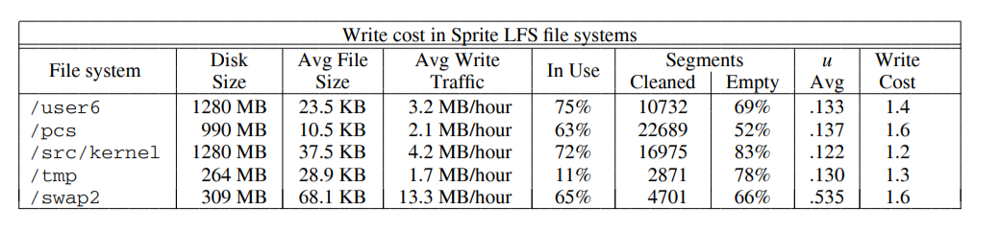 Write cost in Sprite LFS file systems
File system Disk Size Avg File Size Avg Write Traffic In Use Segments Cleaned Empty u Avg Write Cost
/user6 1280 MB 23.5 KB 3.2 MB/hour 75% 10732 69% .133 1.4
/pcs 990 MB 10.5 KB 2.1 MB/hour 63% 22689 52% .137 1.6
/src/kernel 1280 MB 37.5 KB 4.2 MB/hour 72% 16975 83% .122 1.2
/tmp 264 MB 28.9 KB 1.7 MB/hour 11% 2871 78% .130 1.3
/swap2 309 MB 68.1 KB 13.3 MB/hour 65% 4701 66% .535 1.6